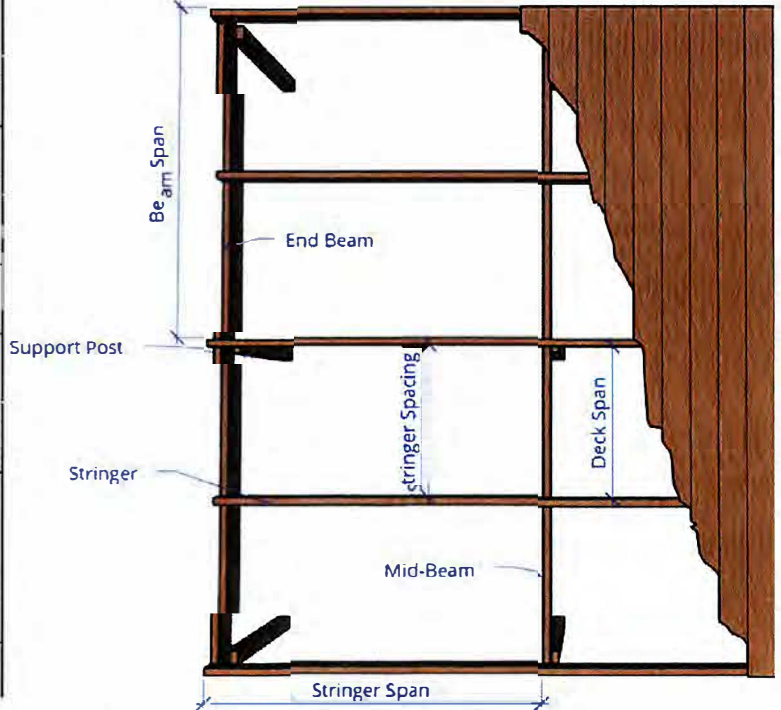 Beam Span
End Beam
Support Post
Stringer Spacing
Deck Span
Stringer
Mid-Beam
Stringer Span